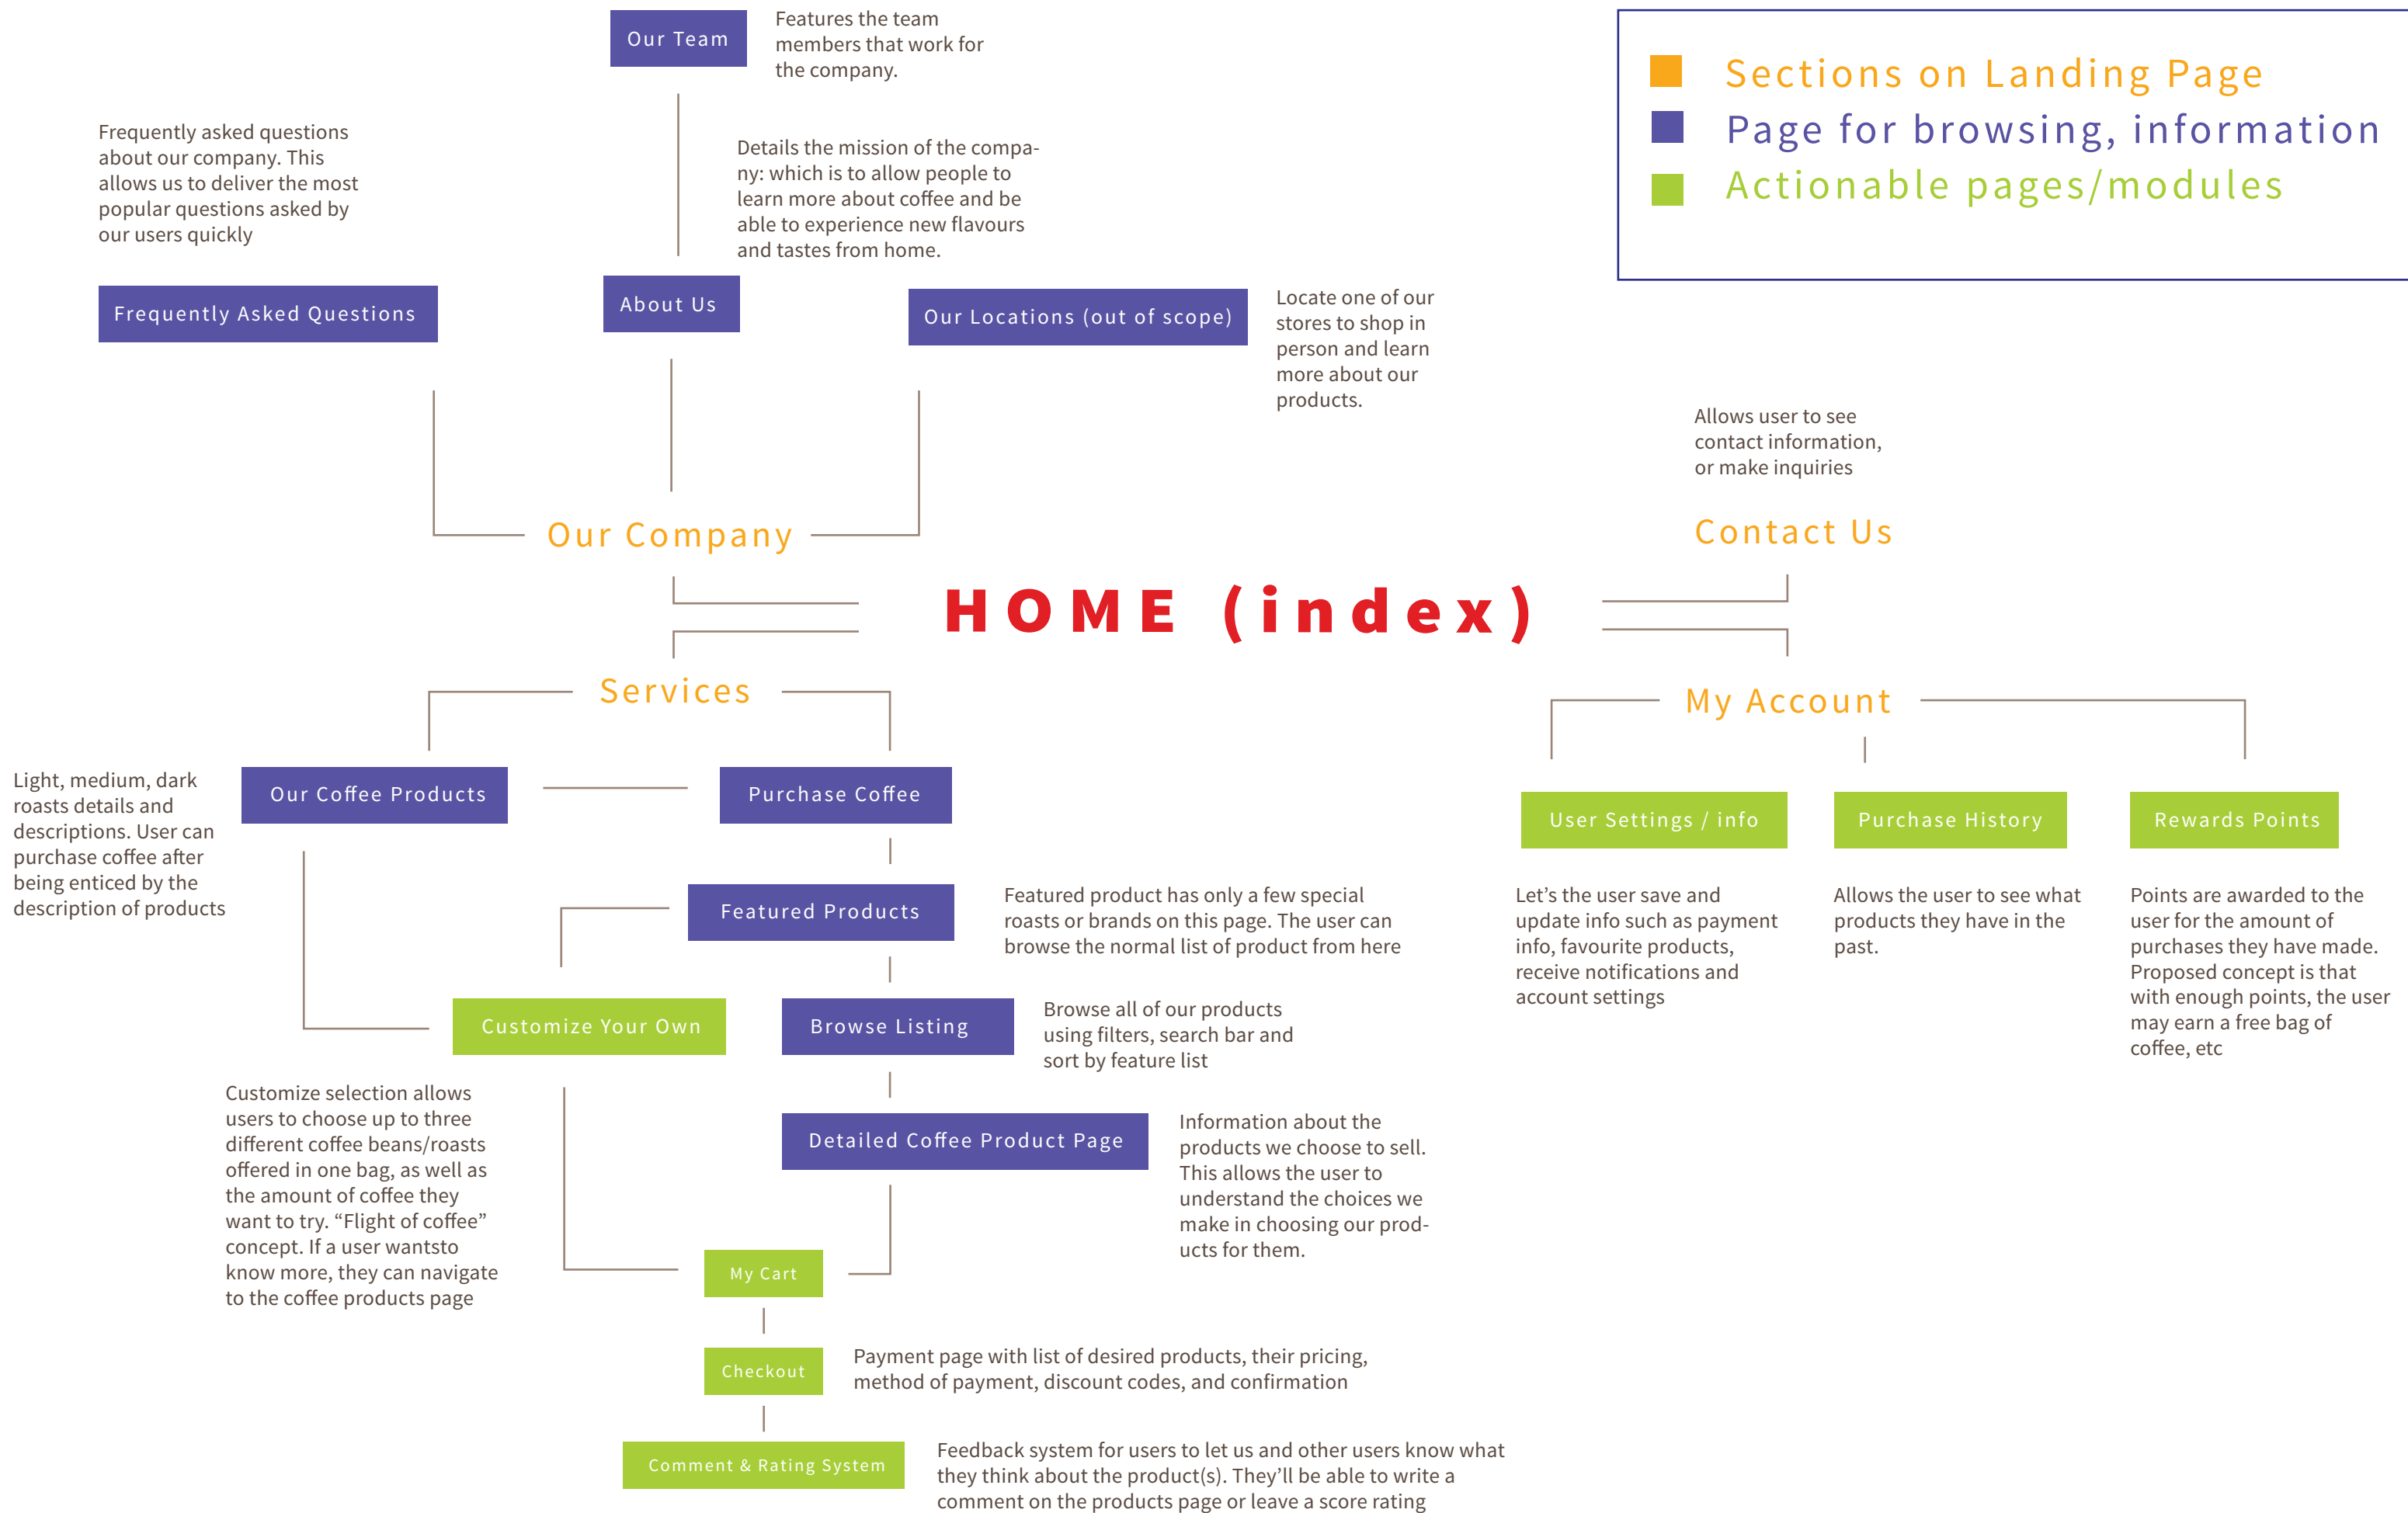 Our Team
Features the team
members that work for
the company.
Sections on Landing Page
Page for browsing, information
Actionable pages/modules
Frequently asked questions
about our company. This
allows us to deliver the most
popular questions asked by
our users quickly
Details the mission of the compa-
ny: which is to allow people to
learn more about coffee and be
able to experience new flavours
and tastes from home.
Frequently Asked Questions
About Us
Our Locations (out of scope)
Locate one of our
stores to shop in
person and learn
more about our
products.
Allows user to see
contact information,
or make inquiries
Our Company
Contact Us
HOME (index)
Services
My Account
Light, medium, dark
roasts details and
descriptions. User can
purchase coffee after
being enticed by the
description of products
Our Coffee Products
Purchase Coffee
User Settings / info
Purchase History
Rewards Points
Featured Products
Featured product has only a few special
roasts or brands on this page. The user can
browse the normal list of product from here
Let's the user save and
update info such as payment
info, favourite products,
receive notifications and
account settings
Allows the user to see what
products they have in the
past.
Points are awarded to the
user for the amount of
purchases they have made.
Proposed concept is that
with enough points, the user
may earn a free bag of
coffee, etc
Customize Your Own
Browse Listing
Browse all of our products
using filters, search bar and
sort by feature list
Customize selection allows
users to choose up to three
different coffee beans/roasts
offered in one bag, as well as
the amount of coffee they
want to try. “Flight of coffee”
concept. If a user wantsto
know more, they can navigate
to the coffee products page
Detailed Coffee Product Page
Information about the
products we choose to sell.
This allows the user to
understand the choices we
make in choosing our prod-
ucts for them.
My Cart
Checkout
Payment page with list of desired products, their pricing,
method of payment, discount codes, and confirmation
Comment & Rating System
Feedback system for users to let us and other users know what
they think about the product(s). They'll be able to write a
comment on the products page or leave a score rating